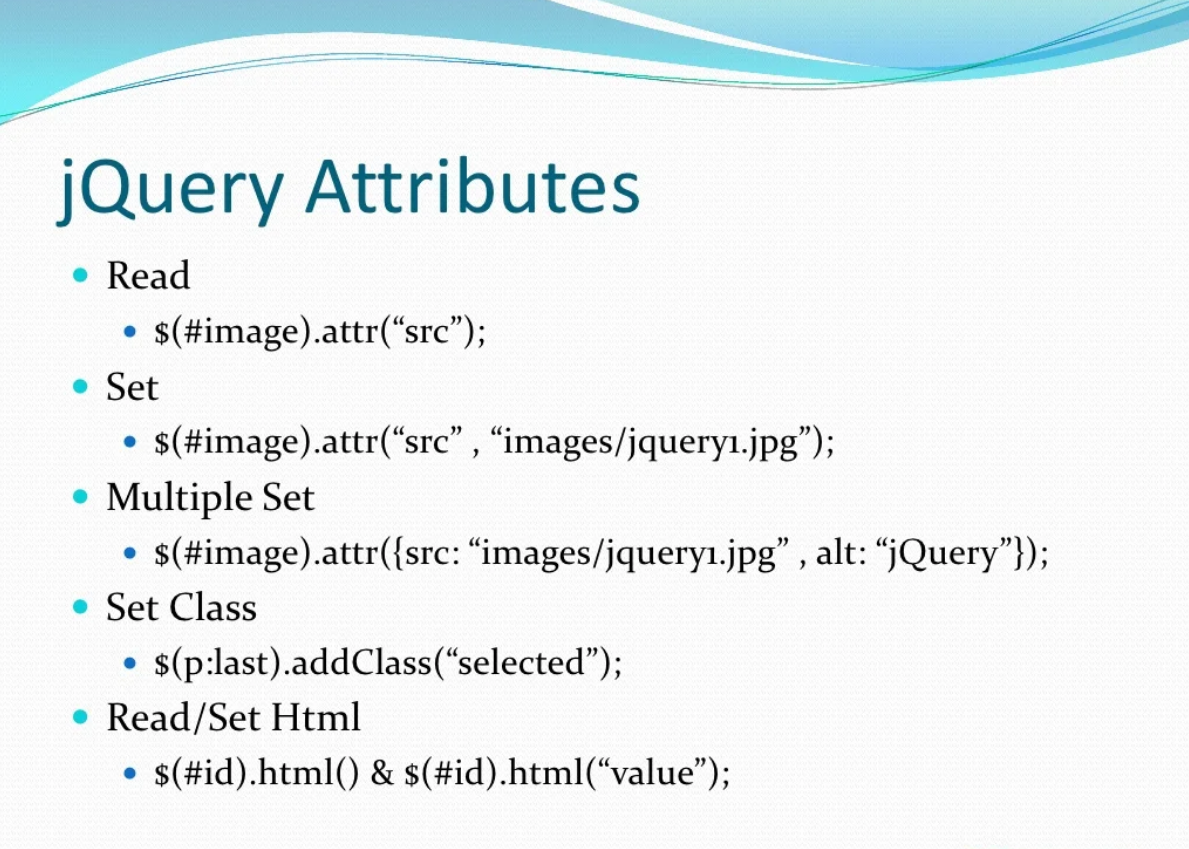 jQuery Attributes
Read
$(#image).attr(“src”);
Set
$(#image).attr(“src” , “images/jquery1.jpg”);
Multiple Set
$(#image).attr({src: “images/jquery1.jpg” , alt: “jQuery”});
Set Class
$(p:last).addClass(“selected”);
Read/Set Html
$(#id).html() & $(#id).html(“value”);